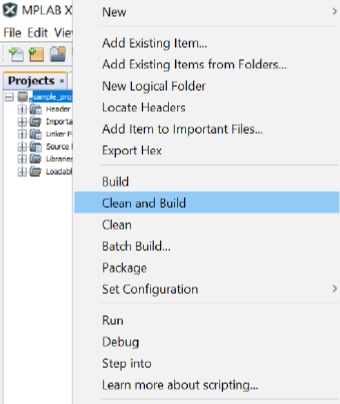 MPLAB X
New
File Edit Vie
Add Existing Item...
Add Existing Items from Folders...
Projects ×
New Logical Folder
sample_pro
Locate Headers
Header
Importa
Add Item to Important Files...
Linker F
Export Hex
Source
Librarie
Loadabl
Build
Clean and Build
Clean
Batch Build...
Package
Set Configuration
Run
Debug
Step into
Learn more about scripting...